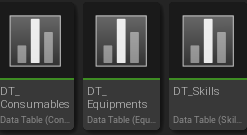 DT_
Consumables
Data Table (Con...
DT_
Equipments
Data Table (Equ...
DT_Skills
Data Table (Skil...